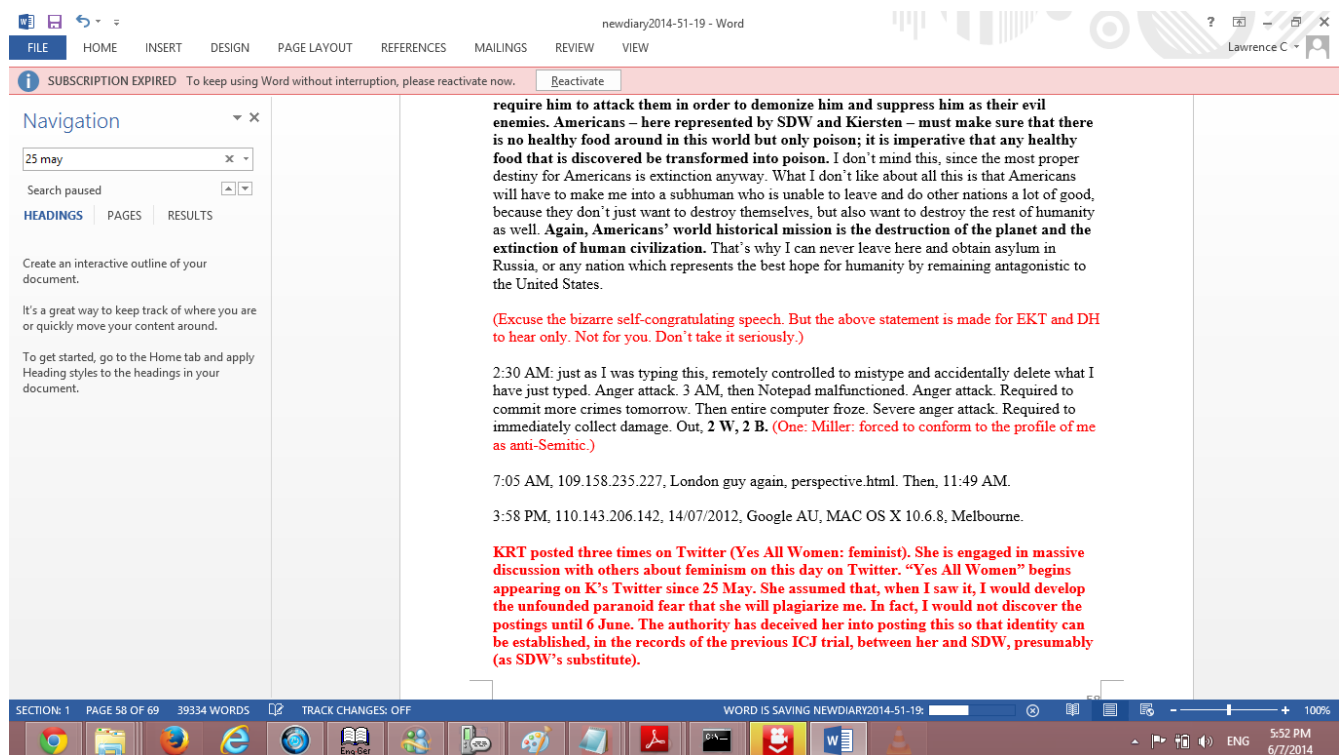 newdiary2014-51-19 - Word
?
FILE HOME INSERT DESIGN PAGE LAYOUT REFERENCES MAILINGS REVIEW VIEW
Lawrence C
SUBSCRIPTION EXPIRED To keep using Word without interruption, please reactivate now. Reactivate
Navigation
25 may
Search paused
HEADINGS PAGES RESULTS
Create an interactive outline of your
document.
It's a great way to keep track of where you are
or quickly move your content around.
To get started, go to the Home tab and apply
Heading styles to the headings in your
document.
require him to attack them in order to demonize him and suppress him as their evil
enemies. Americans – here represented by SDW and Kiersten – must make sure that there
is no healthy food around in this world but only poison; it is imperative that any healthy
food that is discovered be transformed into poison. I don't mind this, since the most proper
destiny for Americans is extinction anyway. What I don't like about all this is that Americans
will have to make me into a subhuman who is unable to leave and do other nations a lot of good,
because they don't just want to destroy themselves, but also want to destroy the rest of humanity
as well. Again, Americans' world historical mission is the destruction of the planet and the
extinction of human civilization. That's why I can never leave here and obtain asylum in
Russia, or any nation which represents the best hope for humanity by remaining antagonistic to
the United States.
(Excuse the bizarre self-congratulating speech. But the above statement is made for EKT and DH
to hear only. Not for you. Don't take it seriously.)
2:30 AM: just as I was typing this, remotely controlled to mistype and accidentally delete what I
have just typed. Anger attack. 3 AM, then Notepad malfunctioned. Anger attack. Required to
commit more crimes tomorrow. Then entire computer froze. Severe anger attack. Required to
immediately collect damage. Out, 2 W, 2 B. (One: Miller: forced to conform to the profile of me
as anti-Semitic.)
7:05 AM, 109.158.235.227, London guy again, perspective.html. Then, 11:49 AM.
3:58 PM, 110.143.206.142, 14/07/2012, Google AU, MAC OS X 10.6.8, Melbourne.
KRT posted three times on Twitter (Yes All Women: feminist). She is engaged in massive
discussion with others about feminism on this day on Twitter. "Yes All Women" begins
appearing on K's Twitter since 25 May. She assumed that, when I saw it, I would develop
the unfounded paranoid fear that she will plagiarize me. In fact, I would not discover the
postings until 6 June. The authority has deceived her into posting this so that identity can
be established, in the records of the previous ICJ trial, between her and SDW, presumably
(as SDW's substitute).
58
SECTION: 1 PAGE 58 OF 69 39334 WORDS TRACK CHANGES: OFF WORD IS SAVING NEWDIARY2014-51-19: 100%
Eng Ger
ENG
5:52 PM
6/7/2014